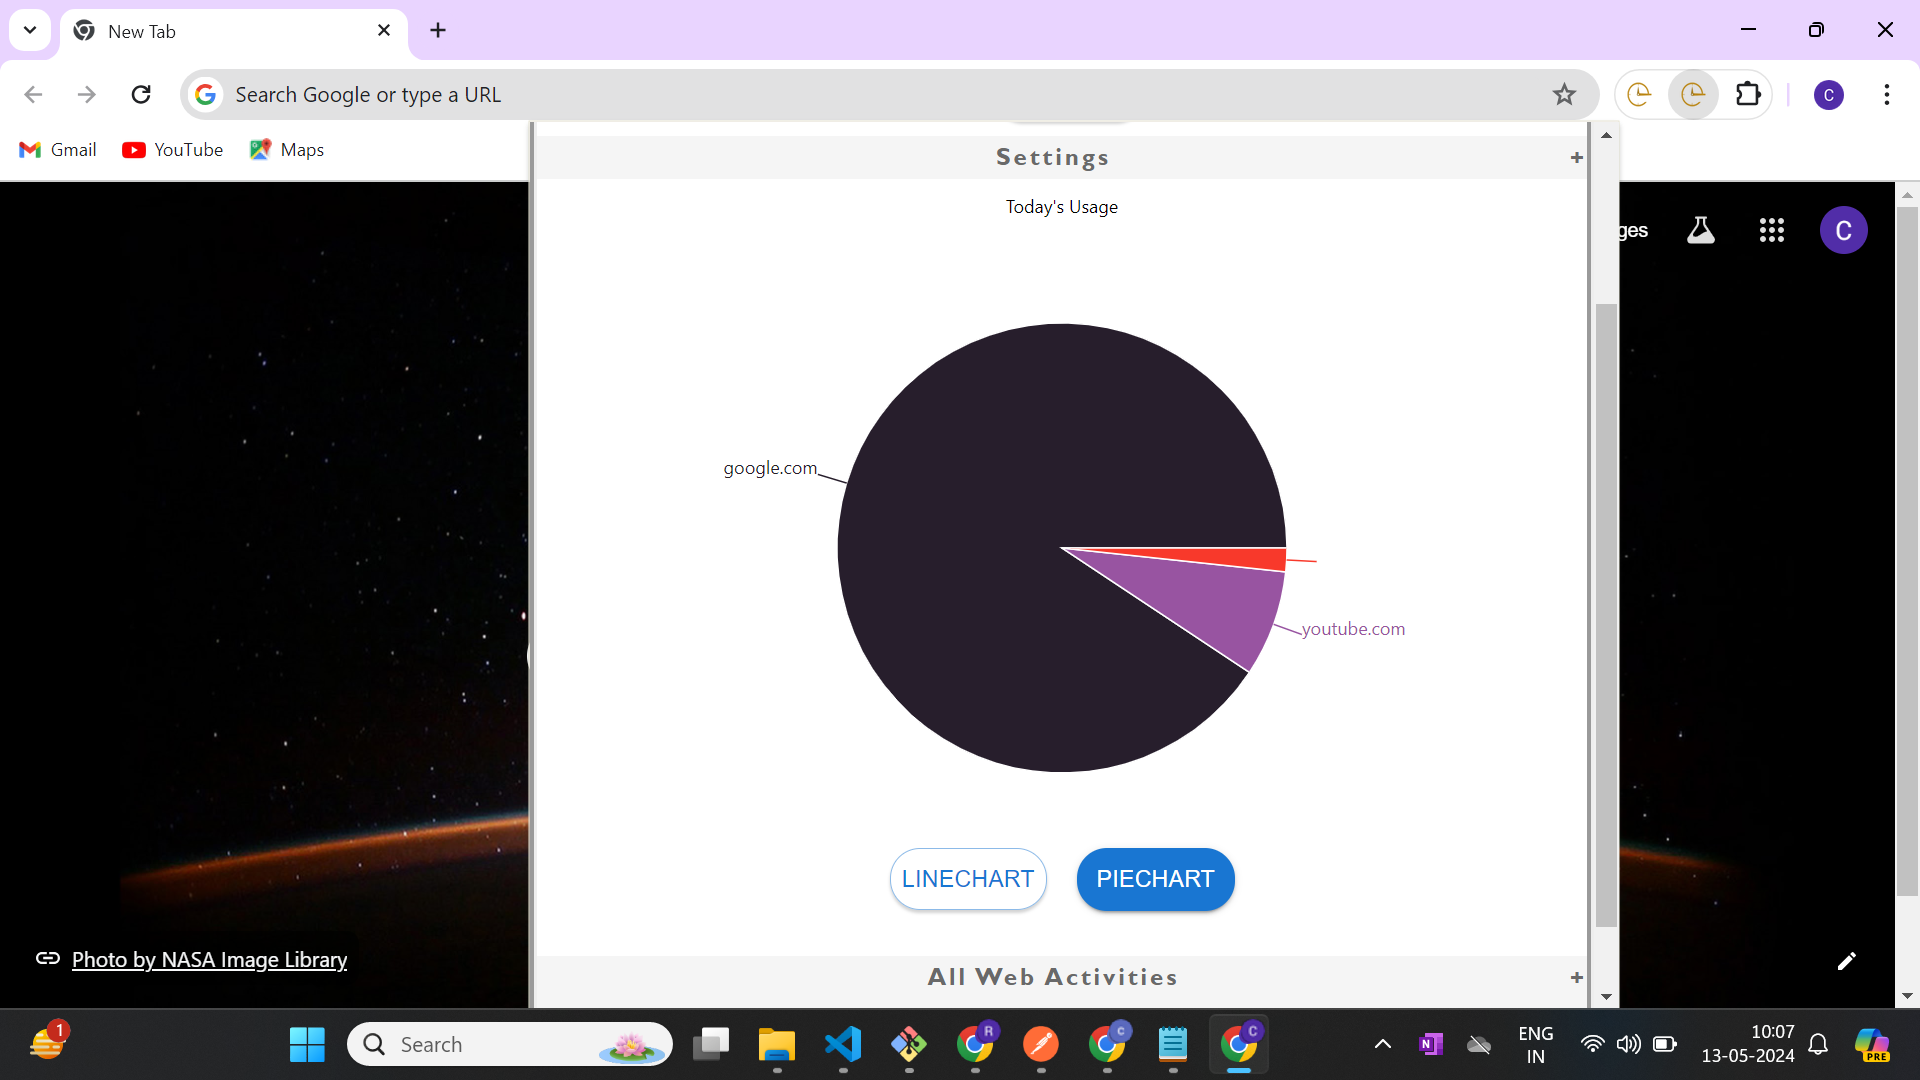 New Tab
Search Google or type a URL
C
Gmail
YouTube
Maps
Settings
+
Today's Usage
ges
C
google.com
youtube.com
LINECHART
PIECHART
Photo by NASA Image Library
All Web Activities
+
1
Search
R
C
C
N
ENG
IN
10:07
13-05-2024
PRE